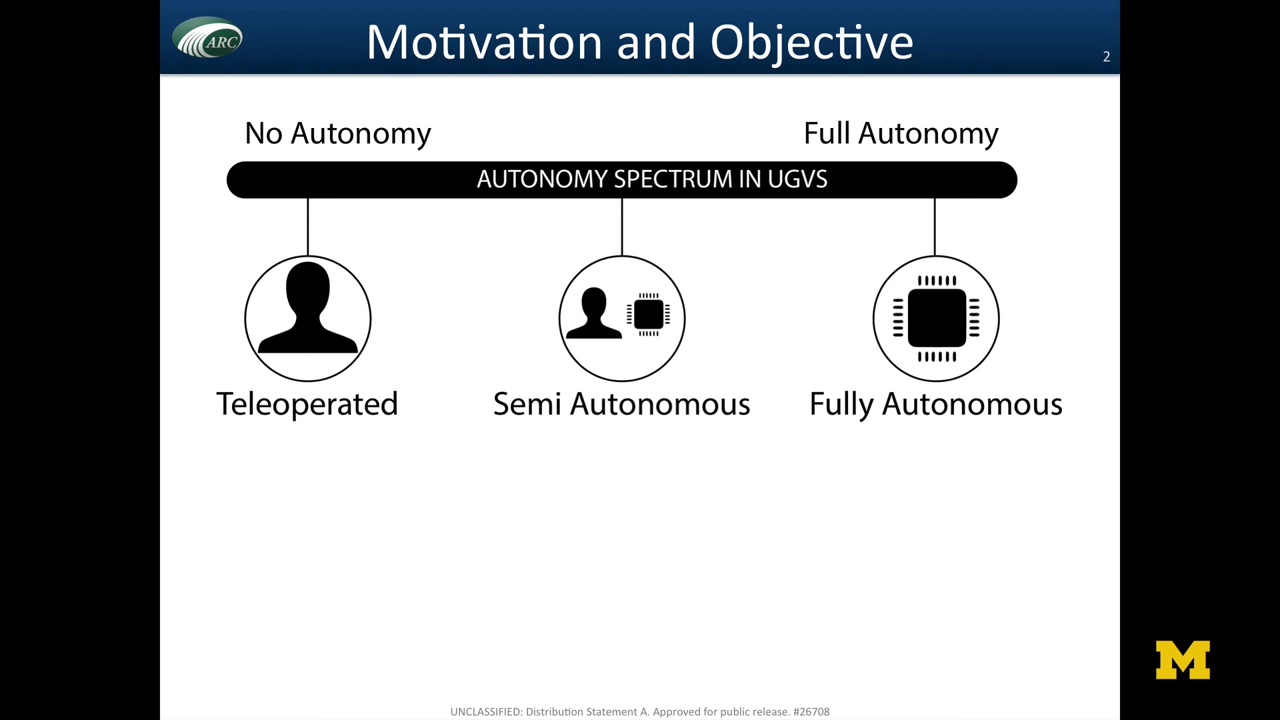 ARC
Motivation and Objective
2
No Autonomy
Full Autonomy
AUTONOMY SPECTRUM IN UGVS
Teleoperated
Semi Autonomous
Fully Autonomous
M
UNCLASSIFIED: Distribution Statement A. Approved for public release. #26708